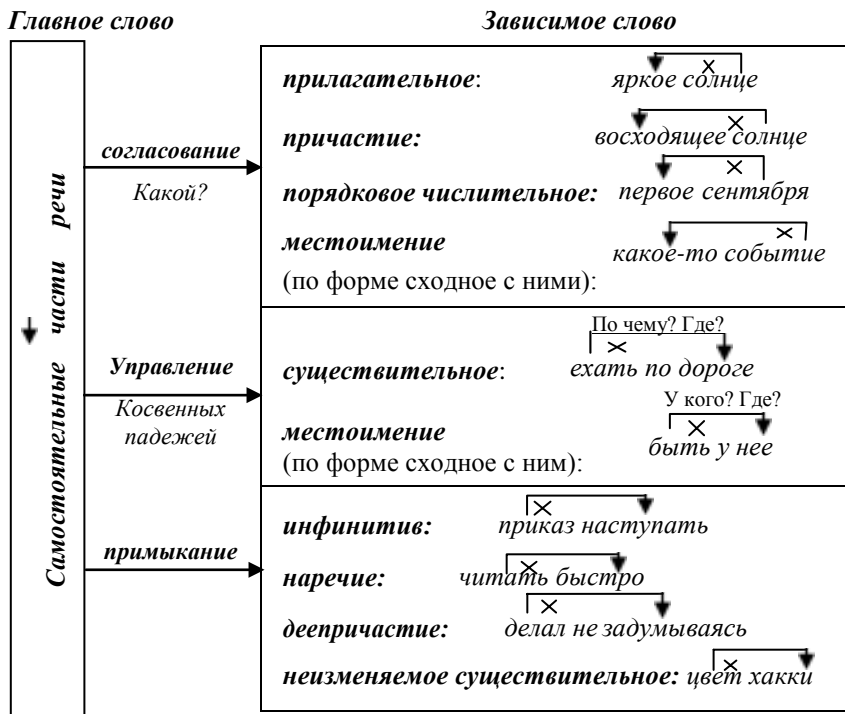 Главное слово
Зависимое слово
Самостоятельные части речи
согласование
Какой?
прилагательное: яркое солнце
причастие: восходящее солнце
порядковое числительное: первое сентября
местоимение какое-то событие
(по форме сходное с ними):
Управление
Косвенных
падежей
По чему? Где?
существительное: ехать по дороге
У кого? Где?
местоимение быть у нее
(по форме сходное с ним):
примыкание
инфинитив: приказ наступать
наречие: читать быстро
деепричастие: делал не задумываясь
неизменяемое существительное: цвет хакки